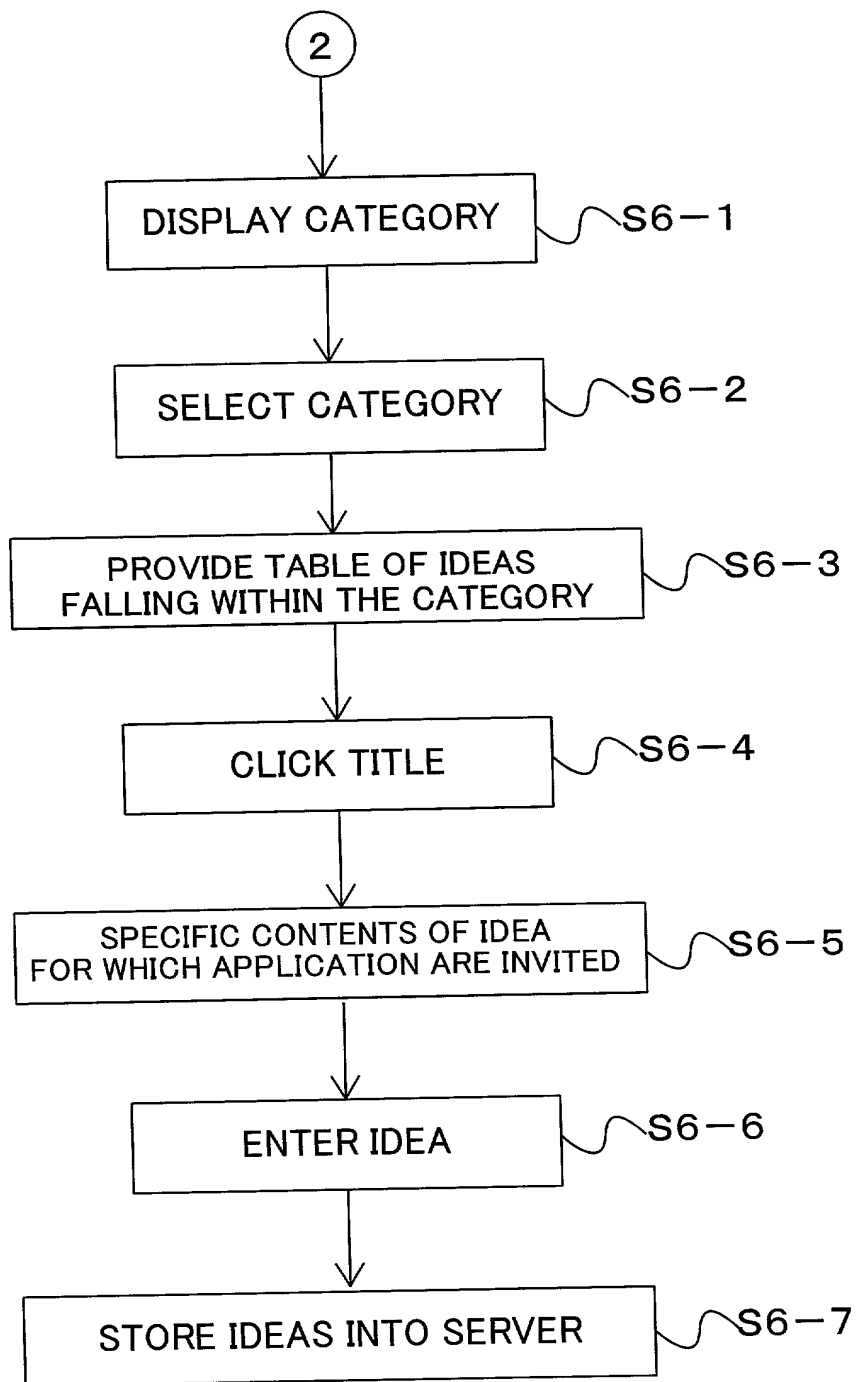 2
DISPLAY CATEGORY
S6-1
SELECT CATEGORY
S6-2
PROVIDE TABLE OF IDEAS
FALLING WITHIN THE CATEGORY
S6-3
CLICK TITLE
S6-4
SPECIFIC CONTENTS OF IDEA
FOR WHICH APPLICATION ARE INVITED
S6-5
ENTER IDEA
S6-6
STORE IDEAS INTO SERVER
S6-7